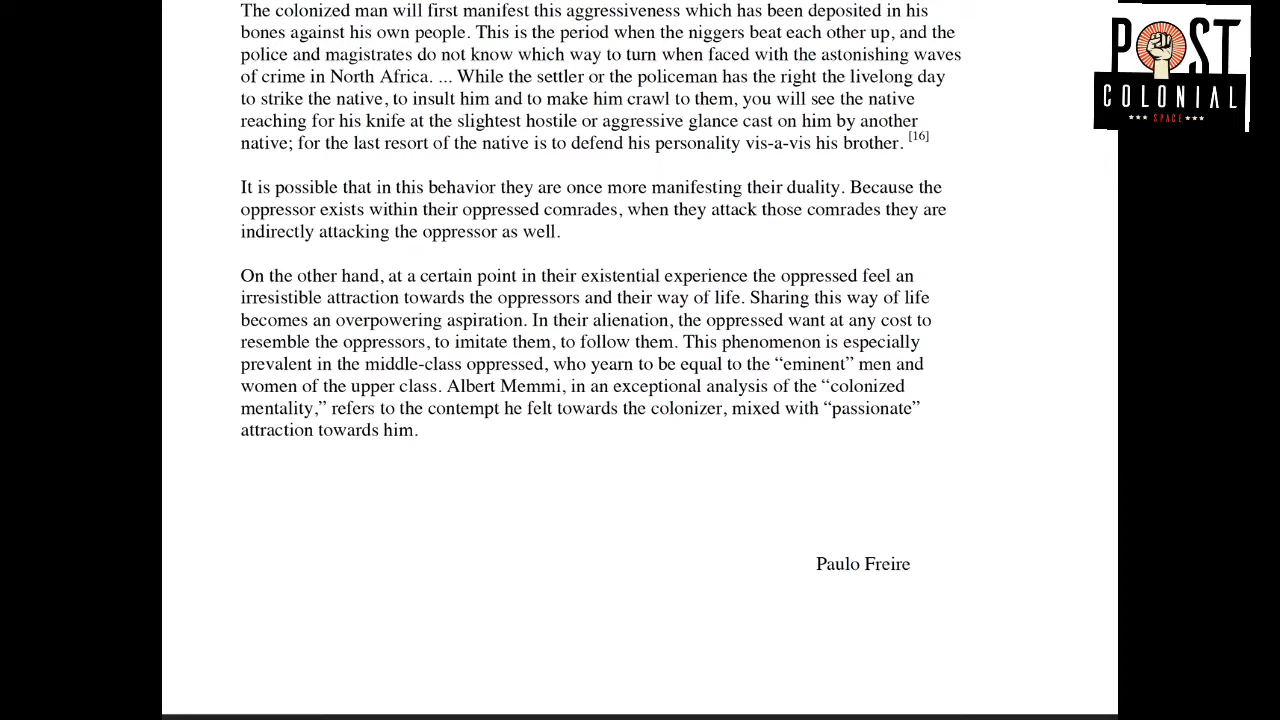 The colonized man will first manifest this aggressiveness which has been deposited in his
bones against his own people. This is the period when the niggers beat each other up, and the
police and magistrates do not know which way to turn when faced with the astonishing waves
of crime in North Africa. ... While the settler or the policeman has the right the livelong day
to strike the native, to insult him and to make him crawl to them, you will see the native
reaching for his knife at the slightest hostile or aggressive glance cast on him by another
native; for the last resort of the native is to defend his personality vis-a-vis his brother. [16]
It is possible that in this behavior they are once more manifesting their duality. Because the
oppressor exists within their oppressed comrades, when they attack those comrades they are
indirectly attacking the oppressor as well.
On the other hand, at a certain point in their existential experience the oppressed feel an
irresistible attraction towards the oppressors and their way of life. Sharing this way of life
becomes an overpowering aspiration. In their alienation, the oppressed want at any cost to
resemble the oppressors, to imitate them, to follow them. This phenomenon is especially
prevalent in the middle-class oppressed, who yearn to be equal to the “eminent” men and
women of the upper class. Albert Memmi, in an exceptional analysis of the “colonized
mentality,” refers to the contempt he felt towards the colonizer, mixed with “passionate”
attraction towards him.
Paulo Freire
POST
COLONIAL
SPACE